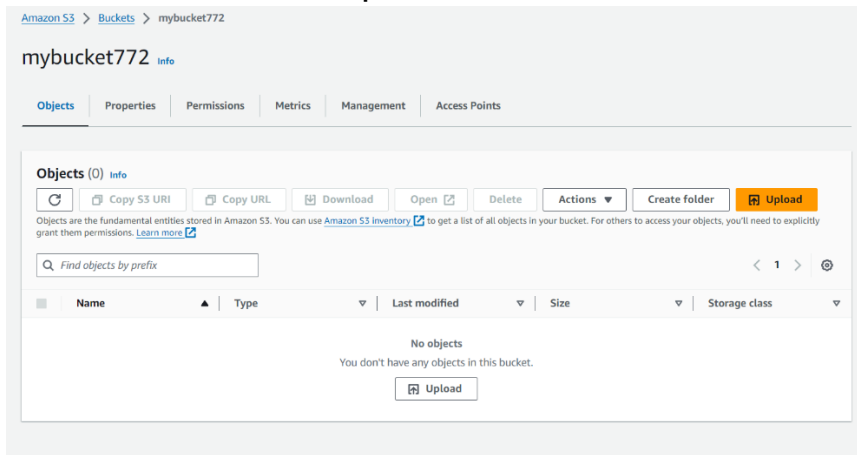 Amazon S3 > Buckets > mybucket772
mybucket772 Info
Objects Properties Permissions Metrics Management Access Points
Objects (0) Info
Copy S3 URI Copy URL Download Open Delete Actions Create folder Upload
Objects are the fundamental entities stored in Amazon S3. You can use Amazon S3 inventory to get a list of all objects in your bucket. For others to access your objects, you'll need to explicitly
grant them permissions. Learn more
Find objects by prefix < 1 >
Name Type Last modified Size Storage class
No objects
You don't have any objects in this bucket.
Upload